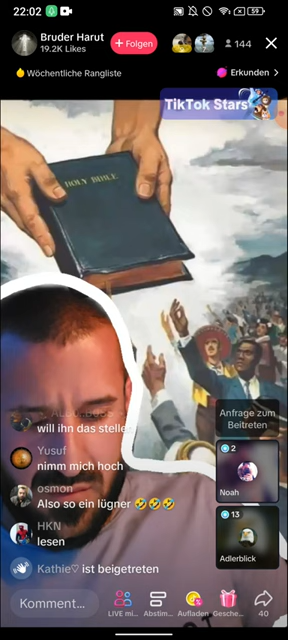 22:02
59
Bruder Harut
19.2K Likes
+ Folgen
144
Wöchentliche Rangliste
Erkunden >
TikTok Stars
HOLY BIBLE
will ihn das stellen
Yusuf
nimm mich hoch
osmon
Also so ein lügner 🤣🤣🤣
HKN
lesen
Kathie♡ ist beigetreten
Anfrage zum
Beitreten
2
Noah
13
Adlerblick
Komment...
LIVE mi...
Abstim...
Aufladen
Gesche...
40